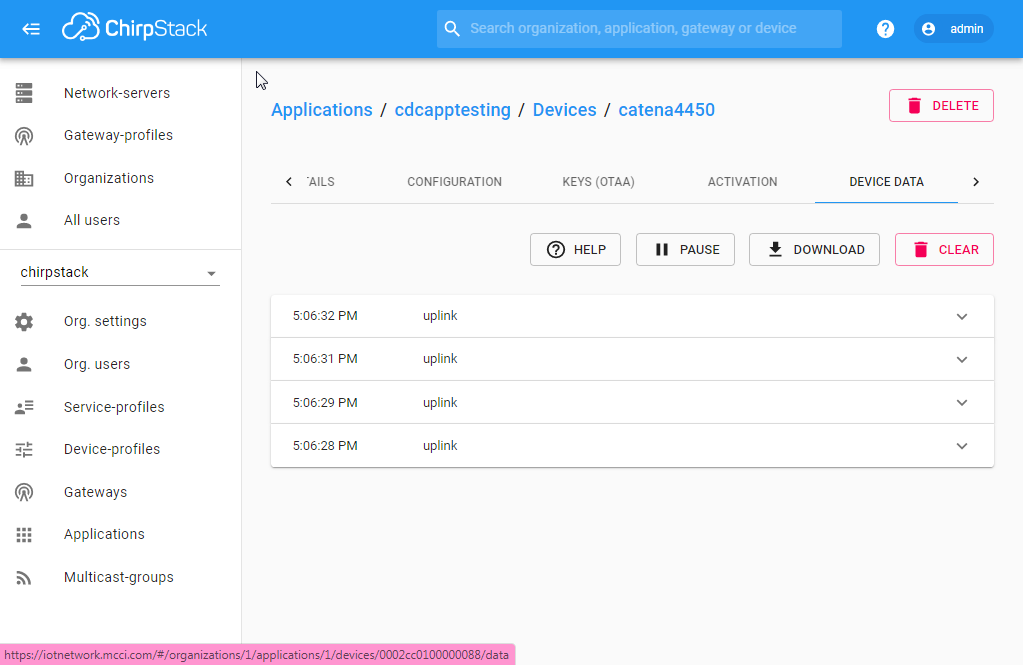 ChirpStack
Search organization, application, gateway or device
admin
Network-servers
Gateway-profiles
Organizations
All users
chirpstack
Org. settings
Org. users
Service-profiles
Device-profiles
Gateways
Applications
Multicast-groups
Applications / cdcapptesting / Devices / catena4450
DELETE
AILS CONFIGURATION KEYS (OTAA) ACTIVATION DEVICE DATA
HELP PAUSE DOWNLOAD CLEAR
5:06:32 PM uplink
5:06:31 PM uplink
5:06:29 PM uplink
5:06:28 PM uplink
https://iotnetwork.mcci.com/#/organizations/1/applications/1/devices/0002cc0100000088/data